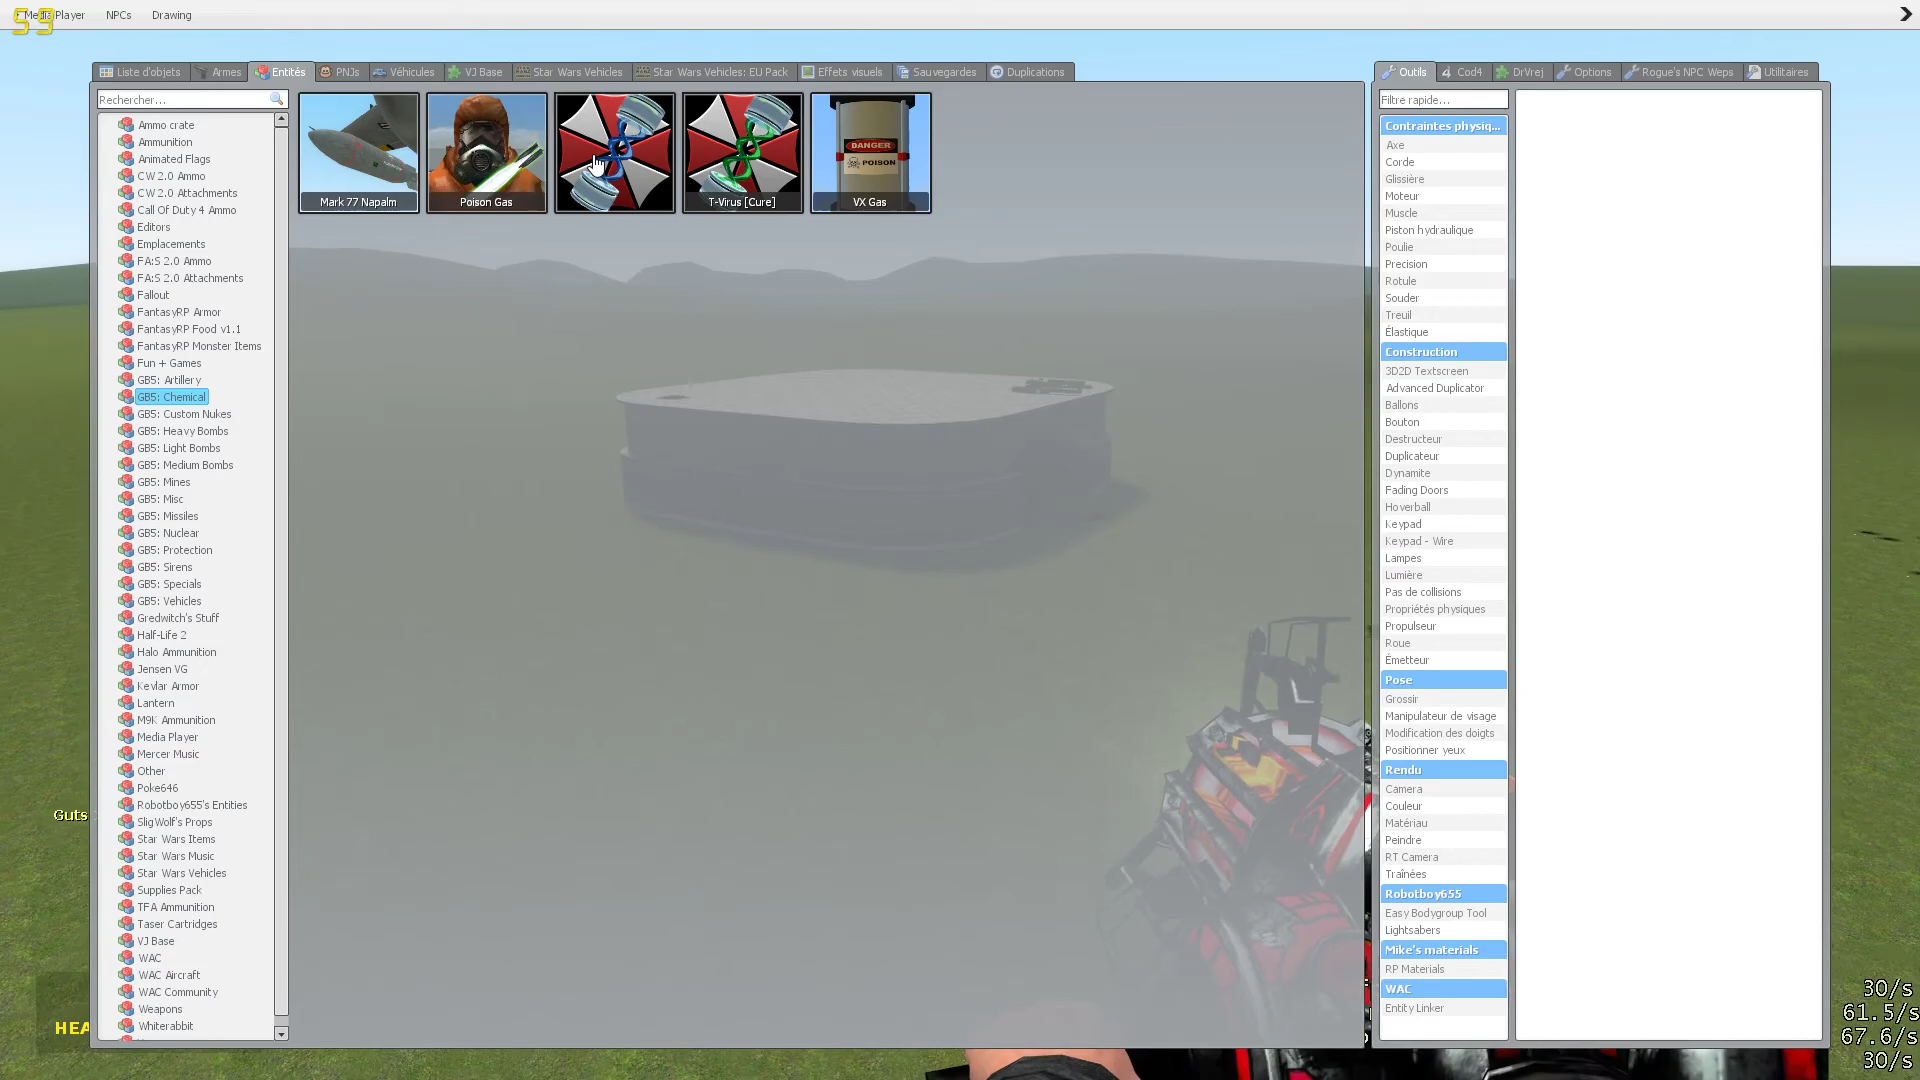 Media Player NPCs Drawing
59
Liste d'objets Armes Entités PNJs Véhicules VJ Base Star Wars Vehicles Star Wars Vehicles: EU Pack Effets visuels Sauvegardes Duplications
Rechercher...
Ammo crate
Ammunition
Animated Flags
CW 2.0 Ammo
CW 2.0 Attachments
Call Of Duty 4 Ammo
Editors
Emplacements
FA:S 2.0 Ammo
FA:S 2.0 Attachments
Fallout
FantasyRP Armor
FantasyRP Food v1.1
FantasyRP Monster Items
Fun + Games
GB5: Artillery
GB5: Chemical
GB5: Custom Nukes
GB5: Heavy Bombs
GB5: Light Bombs
GB5: Medium Bombs
GB5: Mines
GB5: Misc
GB5: Missiles
GB5: Nuclear
GB5: Protection
GB5: Sirens
GB5: Specials
GB5: Vehicles
Gredwitch's Stuff
Half-Life 2
Halo Ammunition
Jensen VG
Kevlar Armor
Lantern
M9K Ammunition
Media Player
Mercer Music
Other
Poke646
Robotboy655's Entities
SligWolf's Props
Star Wars Items
Star Wars Music
Star Wars Vehicles
Supplies Pack
TFA Ammunition
Taser Cartridges
VJ Base
WAC
WAC Aircraft
WAC Community
Weapons
Whiterabbit
Mark 77 Napalm
Poison Gas
T-Virus [Cure]
DANGER
POISON
VX Gas
Guts
HEA
Outils Cod4 DrVrej Options Rogue's NPC Weps Utilitaires
Filtre rapide...
Contraintes physiq...
Axe
Corde
Glissière
Moteur
Muscle
Piston hydraulique
Poulie
Precision
Rotule
Souder
Treuil
Élastique
Construction
3D2D Textscreen
Advanced Duplicator
Ballons
Bouton
Destructeur
Duplicateur
Dynamite
Fading Doors
Hoverball
Keypad
Keypad - Wire
Lampes
Lumière
Pas de collisions
Propriétés physiques
Propulseur
Roue
Émetteur
Pose
Grossir
Manipulateur de visage
Modification des doigts
Positionner yeux
Rendu
Camera
Couleur
Matériau
Peindre
RT Camera
Traînées
Robotboy655
Easy Bodygroup Tool
Lightsabers
Mike's materials
RP Materials
WAC
Entity Linker
30/s
61.5/s
67.6/s
30/s